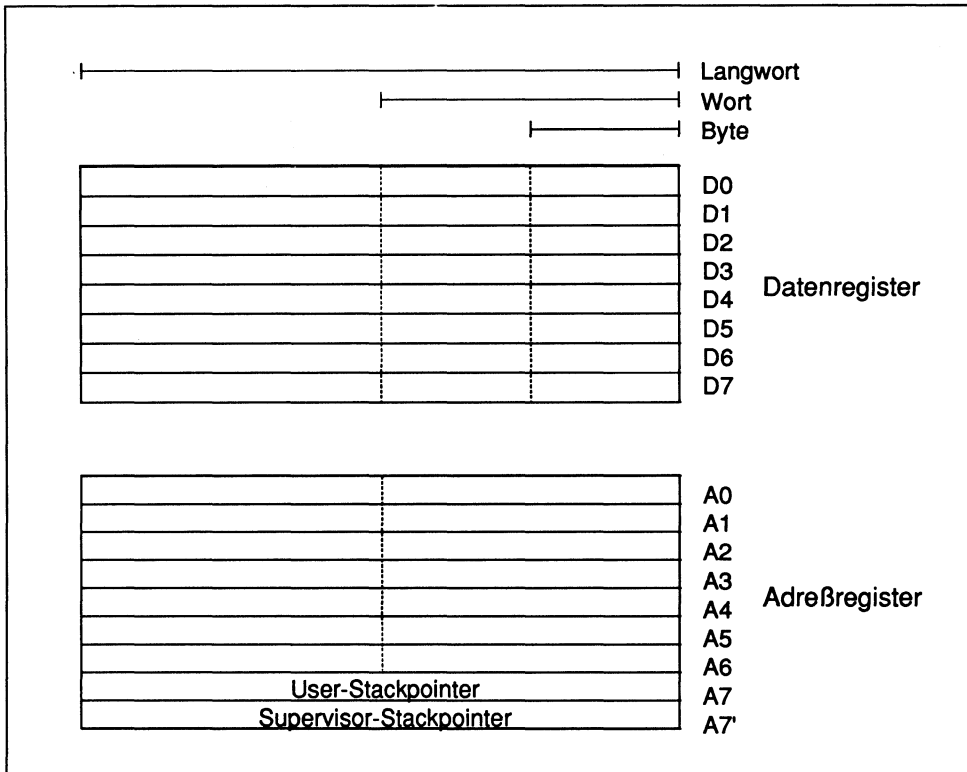 Langwort
Wort
Byte
D0
D1
D2
D3
D4
D5
D6
D7
Datenregister
A0
A1
A2
A3
A4
A5
A6
A7
A7'
Adreßregister
User-Stackpointer
Supervisor-Stackpointer